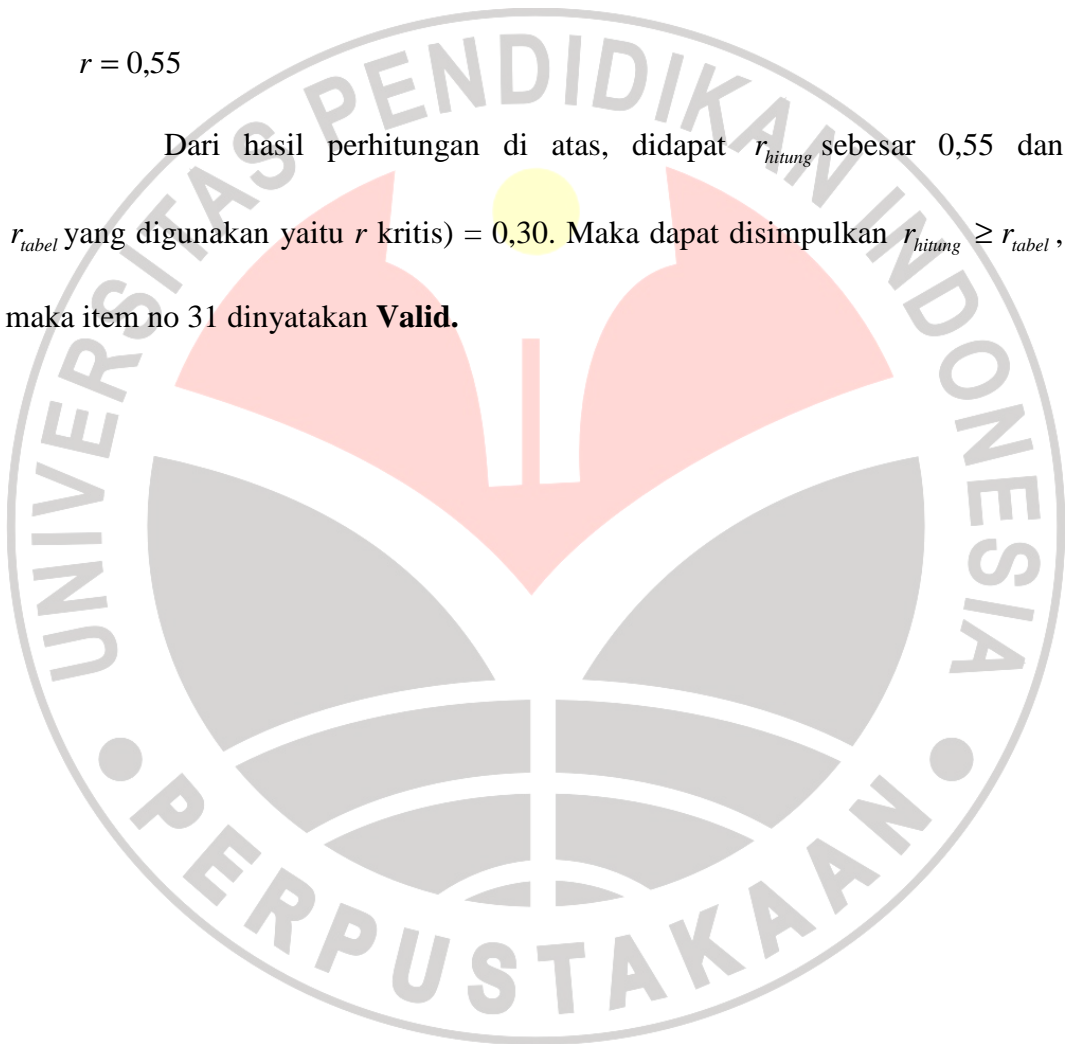 r = 0,55
Dari hasil perhitungan di atas, didapat r_hitung sebesar 0,55 dan
r_tabel yang digunakan yaitu r kritis) = 0,30. Maka dapat disimpulkan r_hitung ≥ r_tabel ,
maka item no 31 dinyatakan Valid.
UNIVERSITAS PENDIDIKAN INDONESIA
PERPUSTAKAAN